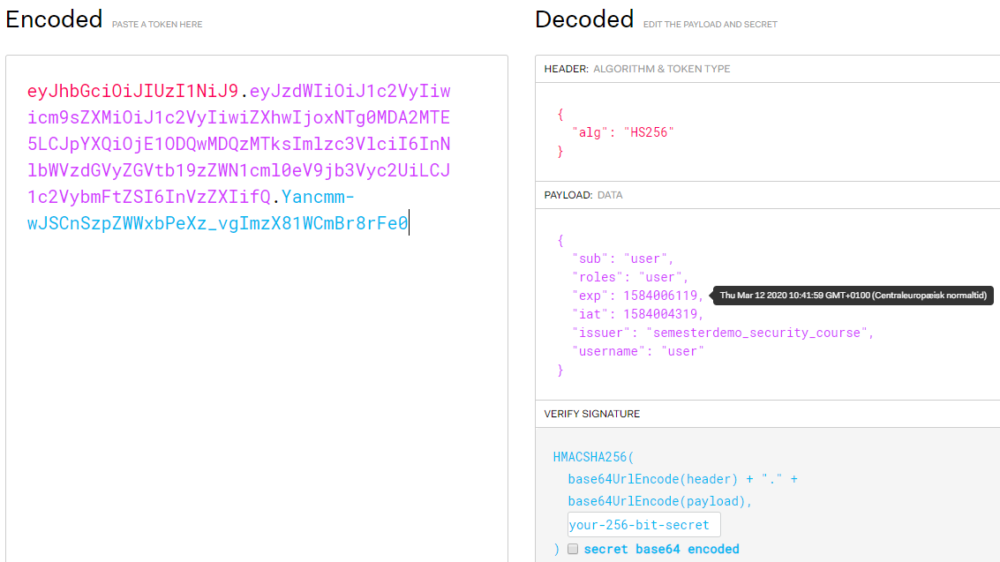 Encoded PASTE A TOKEN HERE
eyJhbGciOiJIUzI1NiJ9.eyJzdWIiOiJ1c2VyIiw
icm9sZXMiOiJ1c2VyIiwiZXhwIjoxNTg0MDA2MTE
5LCJpYXQiOjE1ODQwMDQzMTksImlzc3VlciI6InN
lbWVzdGVyZGVtb19zZWN1cml0eV9jb3Vyc2UiLCJ
1c2VybmFtZSI6InVzZXIifQ.Yancmm-
wJSCnSzpZWWxbPeXz_vgImzX81WCmBr8rFe0
Decoded EDIT THE PAYLOAD AND SECRET
HEADER: ALGORITHM & TOKEN TYPE
{
"alg": "HS256"
}
PAYLOAD: DATA
{
"sub": "user",
"roles": "user",
"exp": 1584006119,
Thu Mar 12 2020 10:41:59 GMT+0100 (Centraleuropæisk normaltid)
"iat": 1584004319,
"issuer": "semesterdemo_security_course",
"username": "user"
}
VERIFY SIGNATURE
HMACSHA256(
base64UrlEncode(header) + "." +
base64UrlEncode(payload),
your-256-bit-secret
) secret base64 encoded